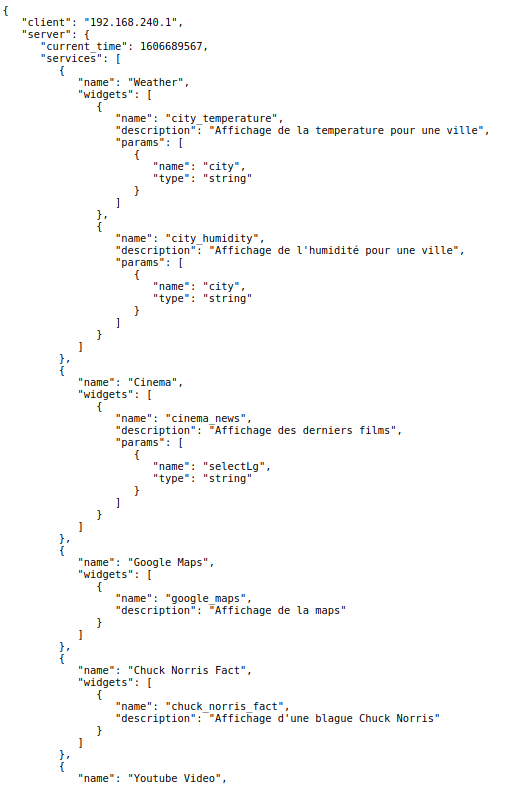 {
   "client": "192.168.240.1",
   "server": {
      "current_time": 1606689567,
      "services": [
         {
            "name": "Weather",
            "widgets": [
               {
                  "name": "city_temperature",
                  "description": "Affichage de la temperature pour une ville",
                  "params": [
                     {
                        "name": "city",
                        "type": "string"
                     }
                  ]
               },
               {
                  "name": "city_humidity",
                  "description": "Affichage de l'humidité pour une ville",
                  "params": [
                     {
                        "name": "city",
                        "type": "string"
                     }
                  ]
               }
            ]
         },
         {
            "name": "Cinema",
            "widgets": [
               {
                  "name": "cinema_news",
                  "description": "Affichage des derniers films",
                  "params": [
                     {
                        "name": "selectLg",
                        "type": "string"
                     }
                  ]
               }
            ]
         },
         {
            "name": "Google Maps",
            "widgets": [
               {
                  "name": "google_maps",
                  "description": "Affichage de la maps"
               }
            ]
         },
         {
            "name": "Chuck Norris Fact",
            "widgets": [
               {
                  "name": "chuck_norris_fact",
                  "description": "Affichage d'une blague Chuck Norris"
               }
            ]
         },
         {
            "name": "Youtube Video",